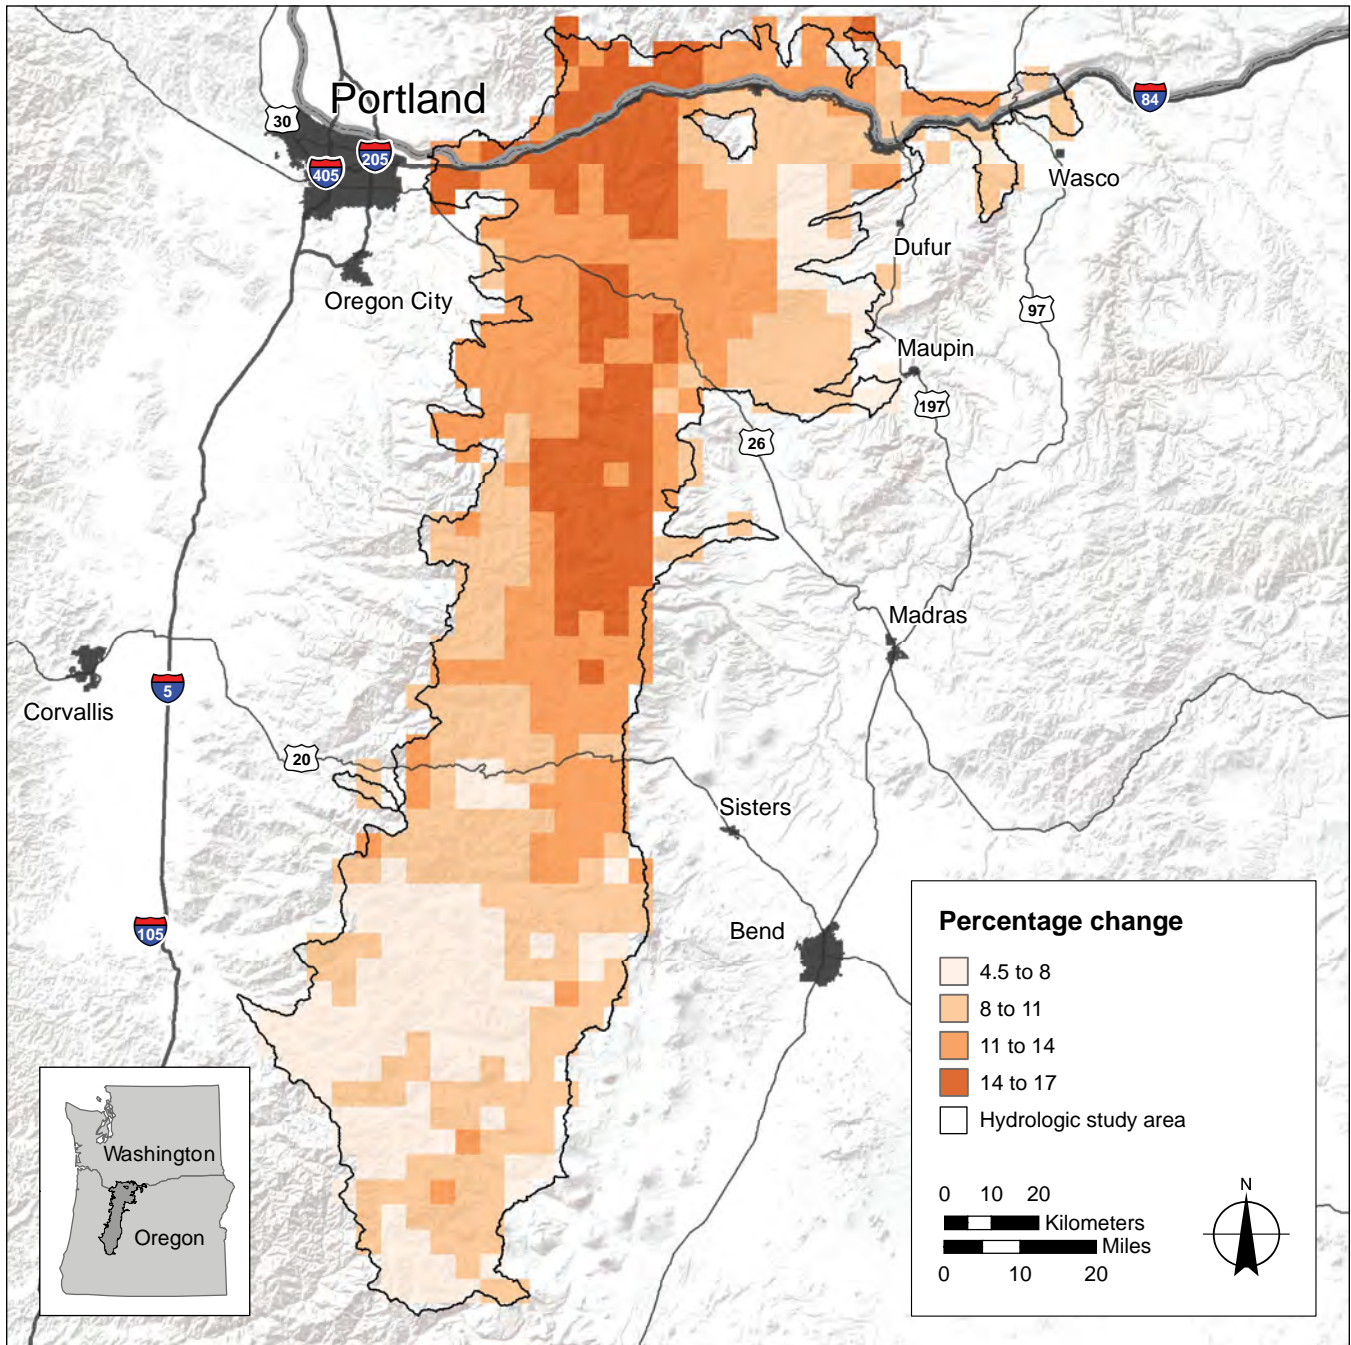 Portland
30
84
205
405
Wasco
Dufur
Oregon City
97
Maupin
197
26
Madras
5
Corvallis
20
Sisters
Bend
105
Percentage change
4.5 to 8
8 to 11
11 to 14
14 to 17
Hydrologic study area
0 10 20
Kilometers
Miles
0 10 20
N
Washington
Oregon